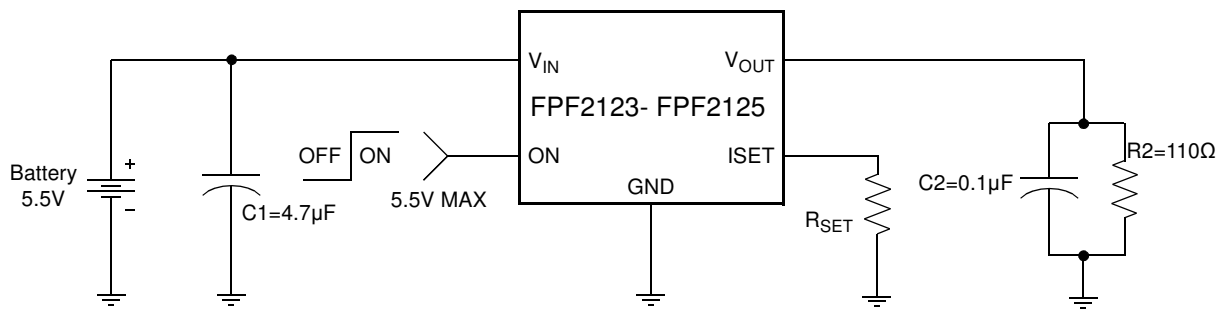 V_IN
V_OUT
FPF2123- FPF2125
OFF
ON
ON
ISET
Battery
5.5V
+
−
C1=4.7µF
5.5V MAX
GND
R_SET
C2=0.1µF
R2=110Ω